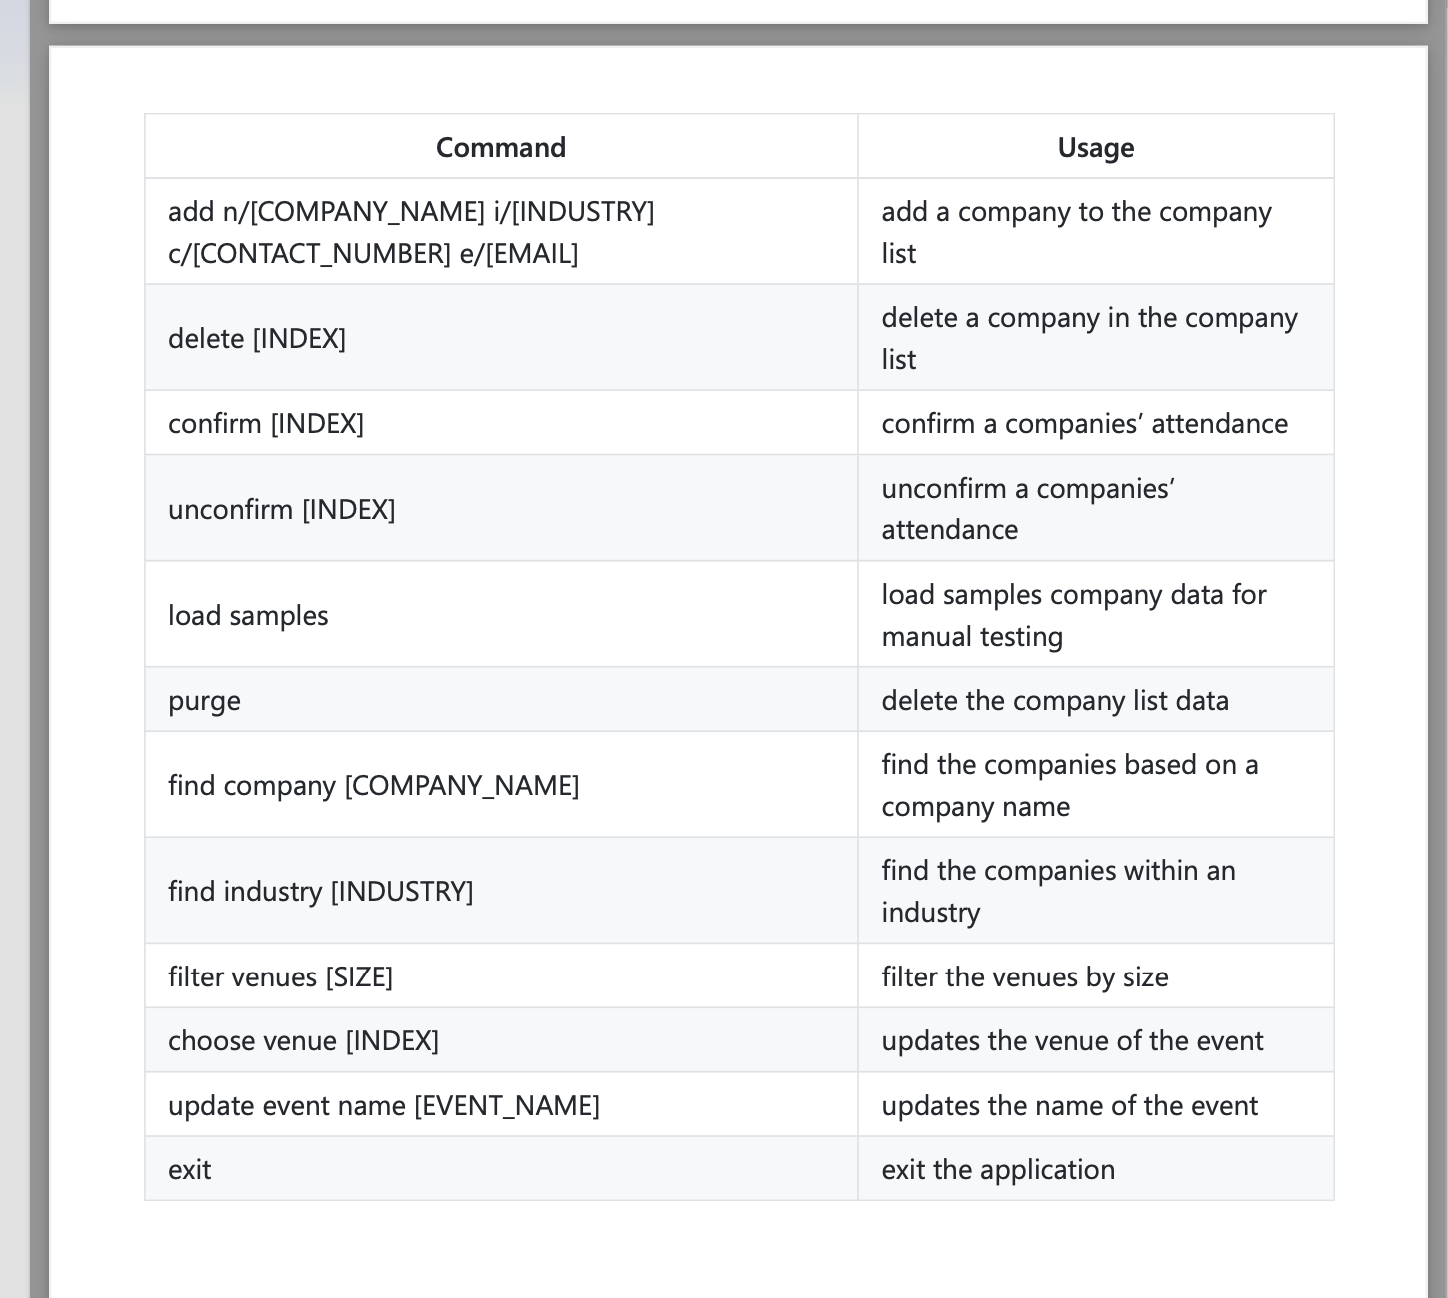 Command Usage
add n/[COMPANY_NAME] i/[INDUSTRY]
c/[CONTACT_NUMBER] e/[EMAIL]
add a company to the company
list
delete [INDEX]
delete a company in the company
list
confirm [INDEX]
confirm a companies’ attendance
unconfirm [INDEX]
unconfirm a companies’
attendance
load samples
load samples company data for
manual testing
purge
delete the company list data
find company [COMPANY_NAME]
find the companies based on a
company name
find industry [INDUSTRY]
find the companies within an
industry
filter venues [SIZE]
filter the venues by size
choose venue [INDEX]
updates the venue of the event
update event name [EVENT_NAME]
updates the name of the event
exit
exit the application